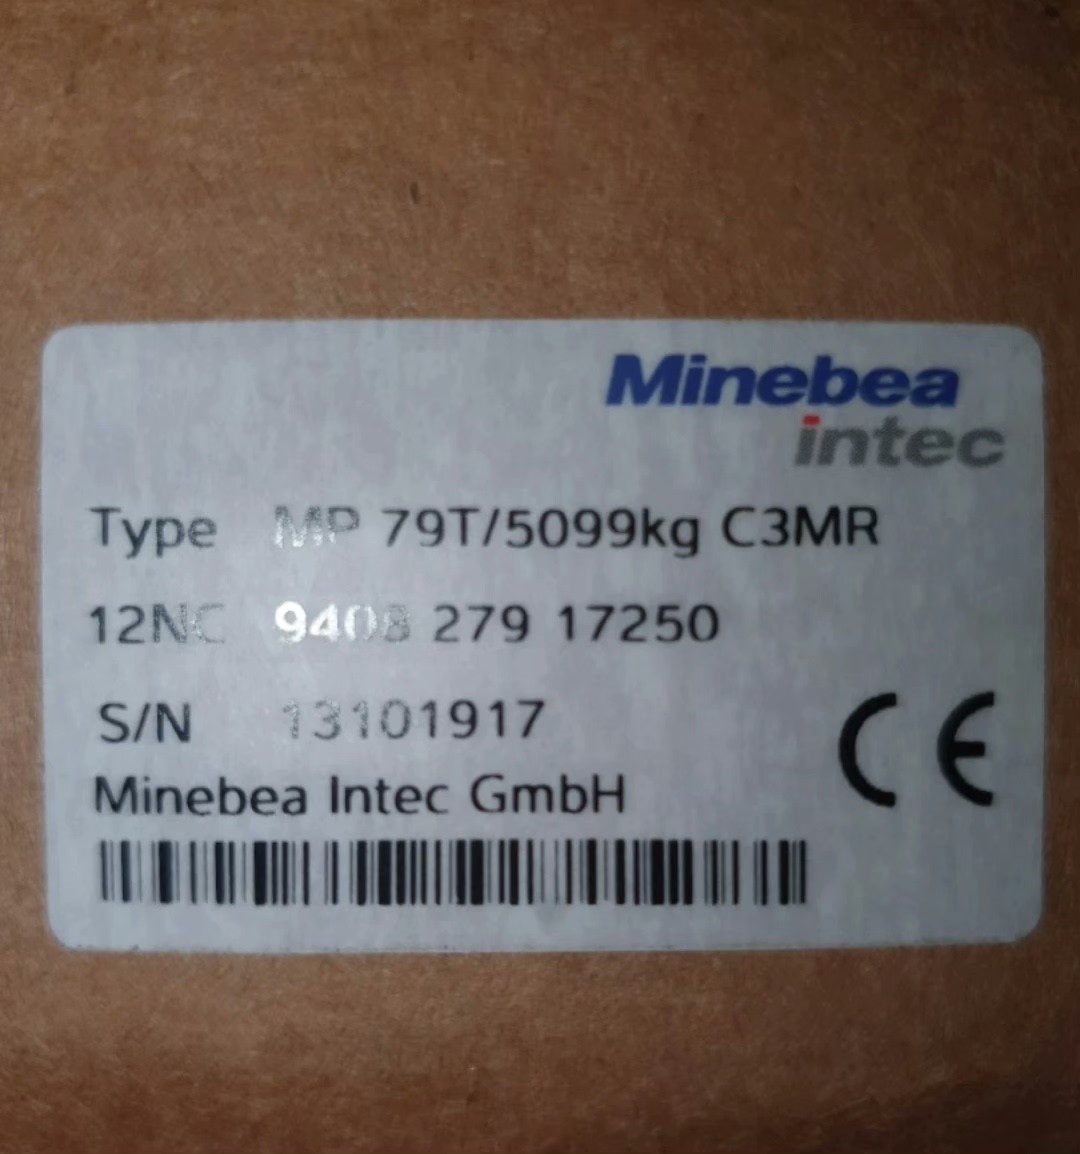 Minebea
intec
Type MP 79T/5099kg C3MR
12NC 9408 279 17250
S/N 13101917
Minebea Intec GmbH
CE